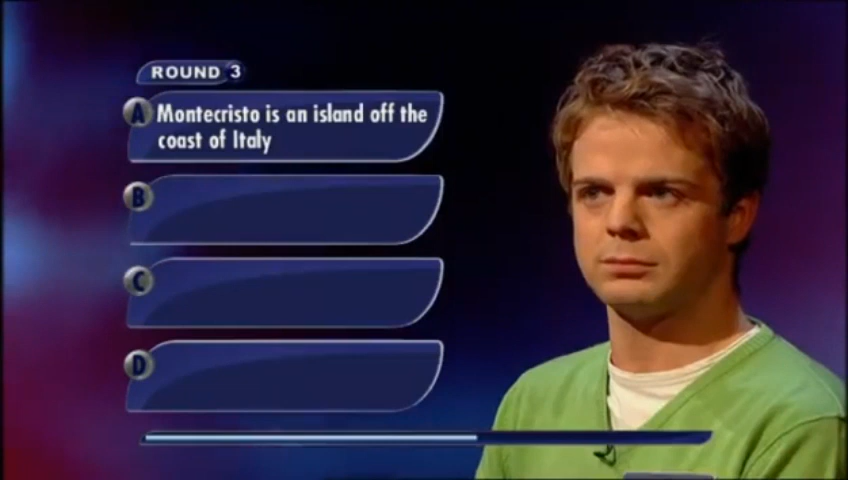 ROUND 3
A Montecristo is an island off the
coast of Italy
B
C
D